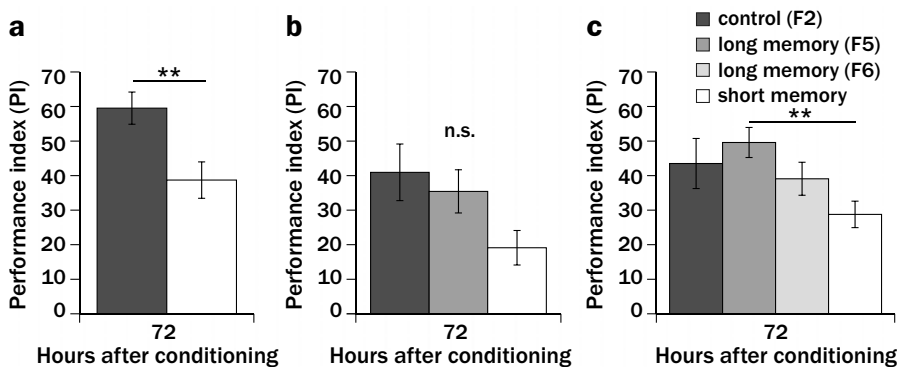 a
**
Performance index (PI)
70
60
50
40
30
20
10
0
72
Hours after conditioning
b
n.s.
Performance index (PI)
70
60
50
40
30
20
10
0
72
Hours after conditioning
c
control (F2)
long memory (F5)
long memory (F6)
short memory
**
Performance index (PI)
70
60
50
40
30
20
10
0
72
Hours after conditioning